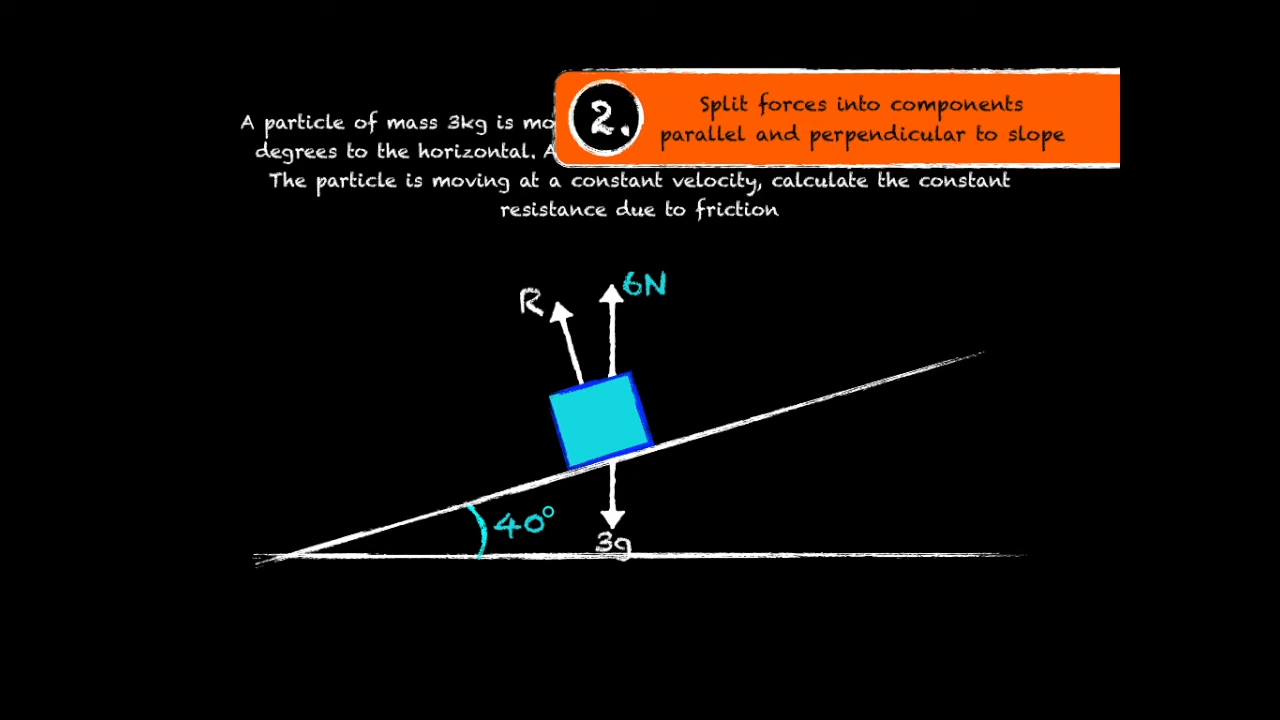 2.
Split forces into components
parallel and perpendicular to slope
A particle of mass 3kg is mo
degrees to the horizontal. A
The particle is moving at a constant velocity, calculate the constant
resistance due to friction
R
6N
40°
3g